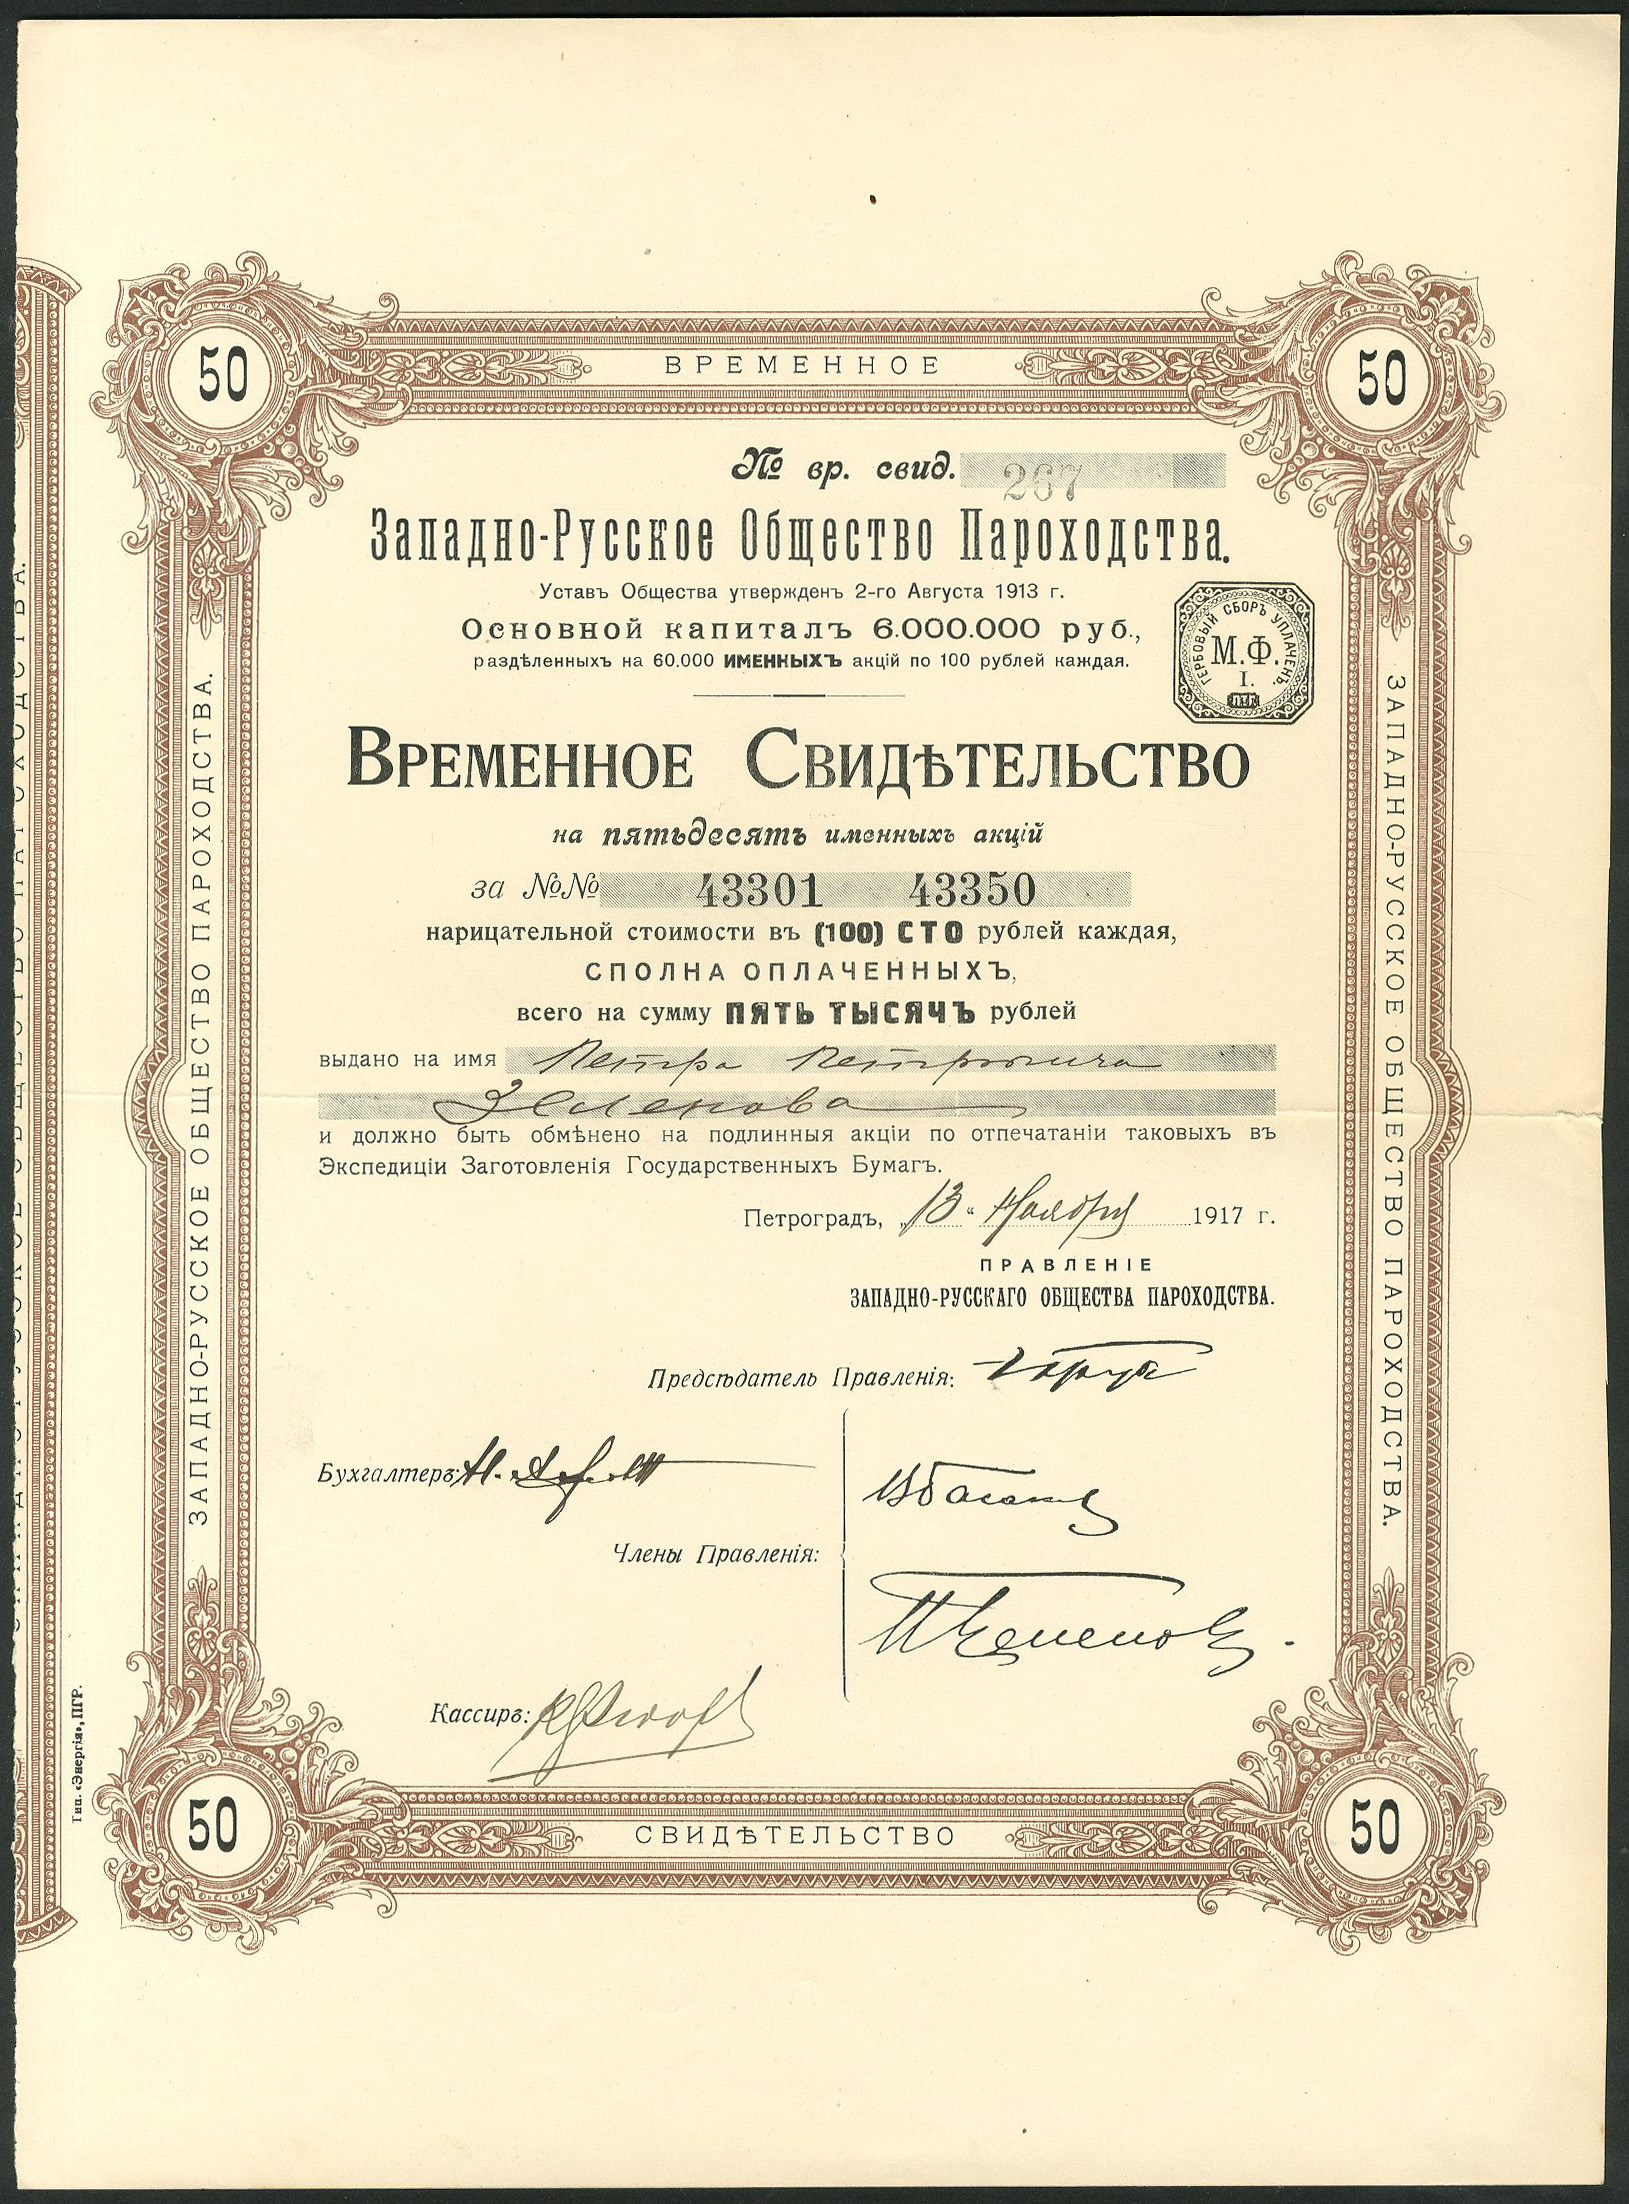 50
ВРЕМЕННОЕ
50
№ вр. свид. 267
Западно-Русское Общество Пароходства.
Уставъ Общества утвержденъ 2-го Августа 1913 г.
Основной капиталъ 6.000.000 руб.,
раздѣленныхъ на 60.000 ИМЕННЫХЪ акцій по 100 рублей каждая.
ГЕРБОВЫЙ СБОРЪ УПЛАЧЕНЪ.
М.Ф.
I.
ПТГ.
Временное Свидѣтельство
на пятьдесятъ именныхъ акцій
за №№ 43301 43350
нарицательной стоимости въ (100) СТО рублей каждая,
СПОЛНА ОПЛАЧЕННЫХЪ,
всего на сумму ПЯТЬ ТЫСЯЧЪ рублей
выдано на имя Петра Петровича
и должно быть обмѣнено на подлинныя акціи по отпечатаніи таковыхъ въ
Экспедиціи Заготовленія Государственныхъ Бумагъ.
Петроградъ, „13“ Ноября 1917 г.
ПРАВЛЕНІЕ
ЗАПАДНО-РУССКАГО ОБЩЕСТВА ПАРОХОДСТВА.
Предсѣдатель Правленія:
Бухгалтеръ:
Члены Правленія:
Кассиръ:
50
СВИДѢТЕЛЬСТВО
50
ЗАПАДНО-РУССКОЕ ОБЩЕСТВО ПАРОХОДСТВА.
ЗАПАДНО-РУССКОЕ ОБЩЕСТВО ПАРОХОДСТВА.
Тип. «Энергія», ПГР.